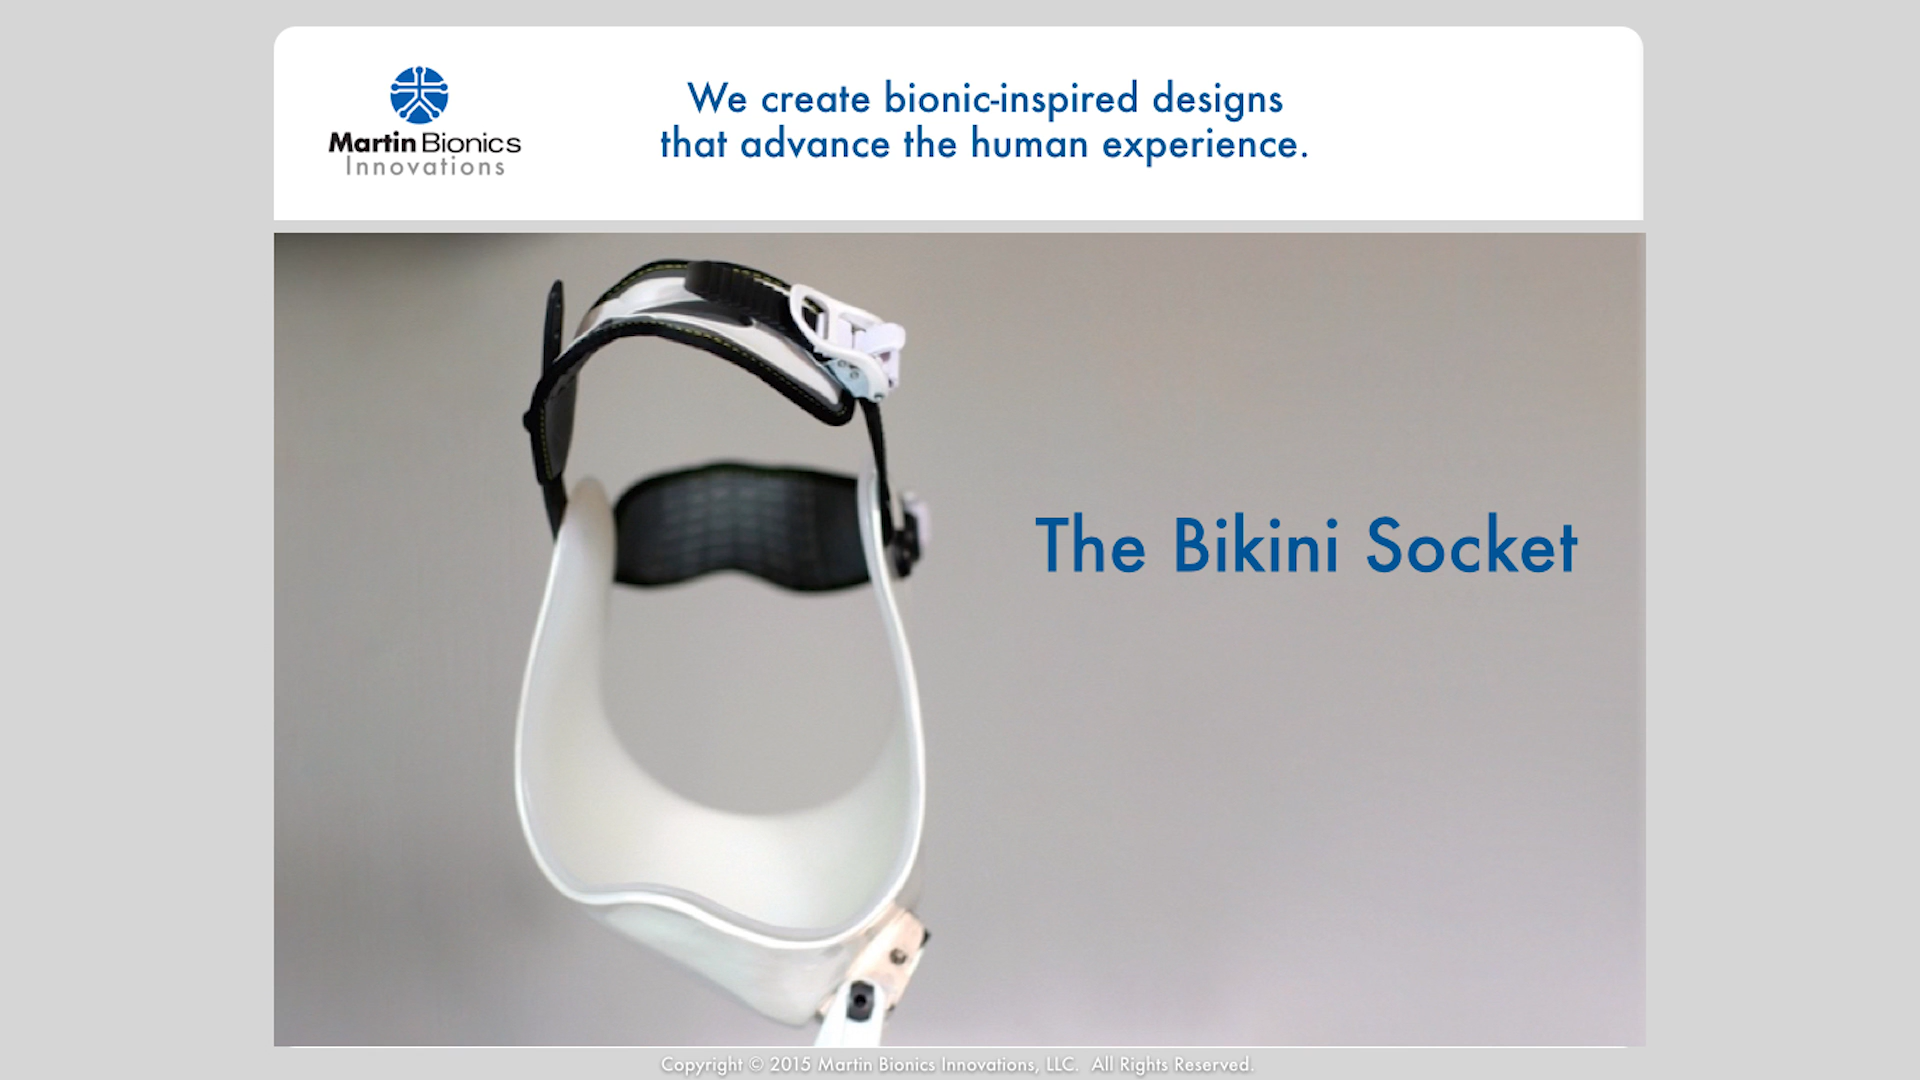 Martin Bionics
Innovations
We create bionic-inspired designs
that advance the human experience.
The Bikini Socket
Copyright © 2015 Martin Bionics Innovations, LLC. All Rights Reserved.